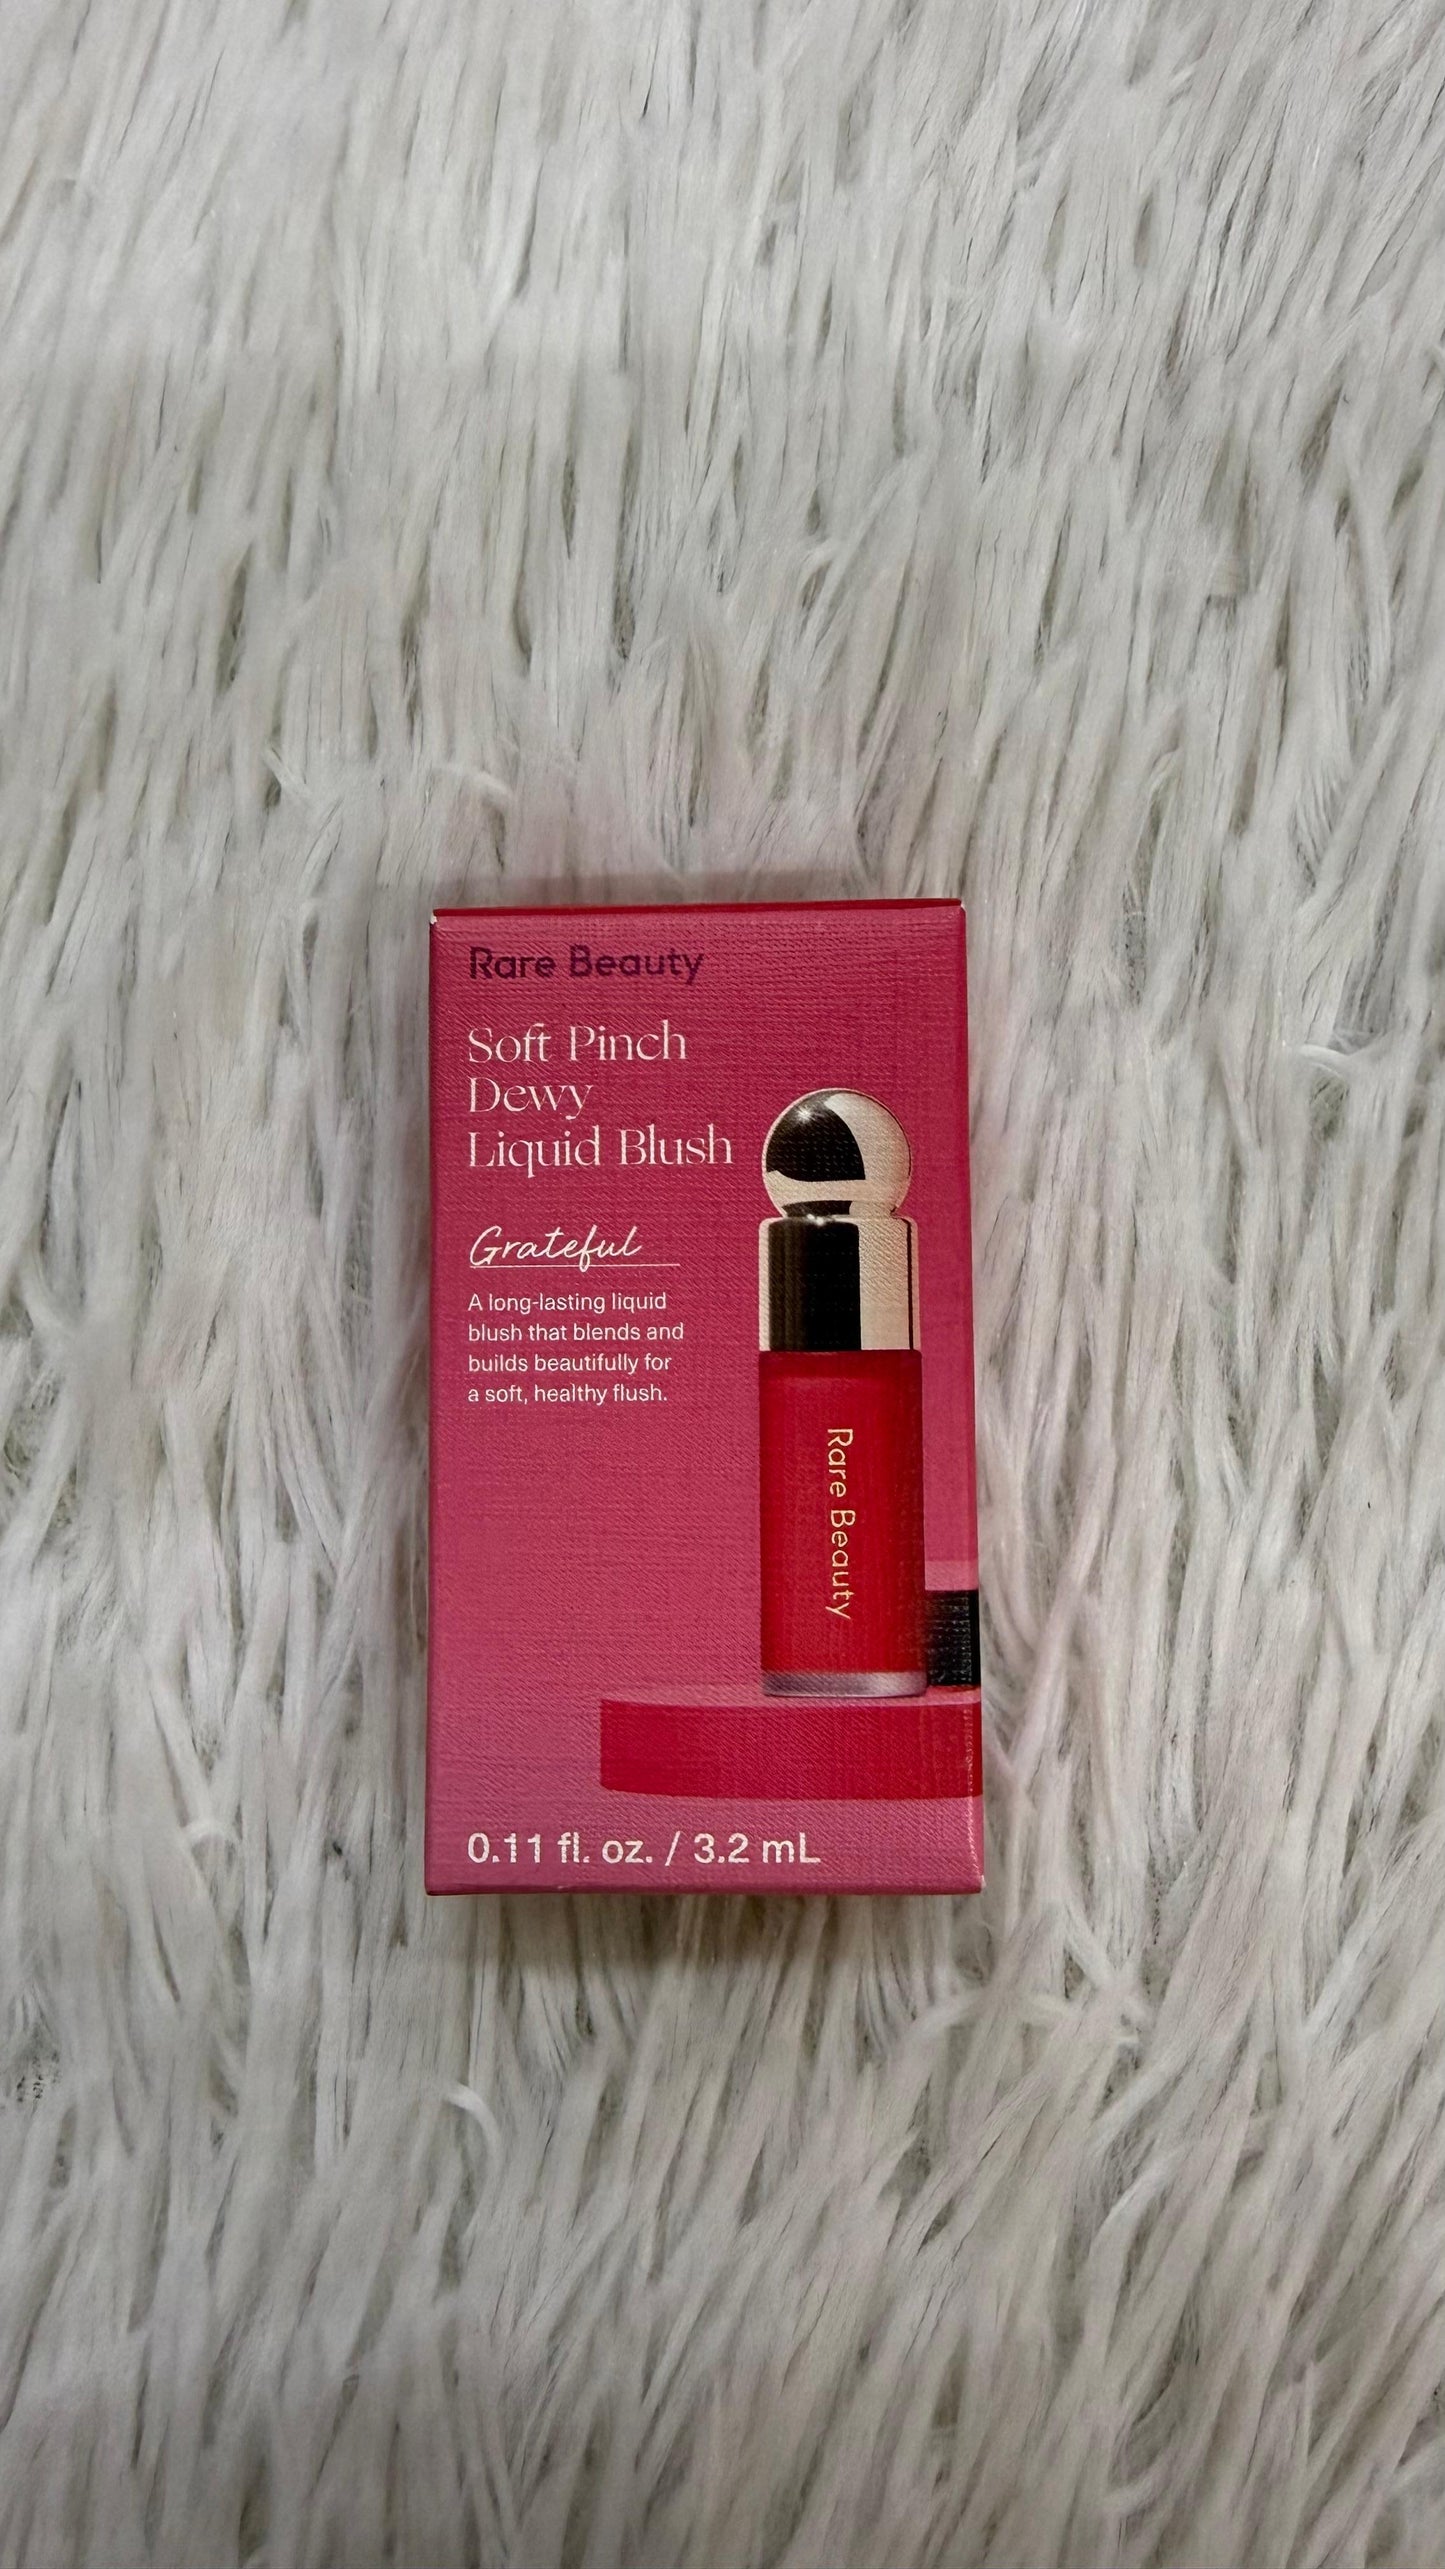 Rare Beauty
Soft Pinch
Dewy
Liquid Blush
Grateful
A long-lasting liquid
blush that blends and
builds beautifully for
a soft, healthy flush.
Rare Beauty
0.11 fl. oz. / 3.2 mL